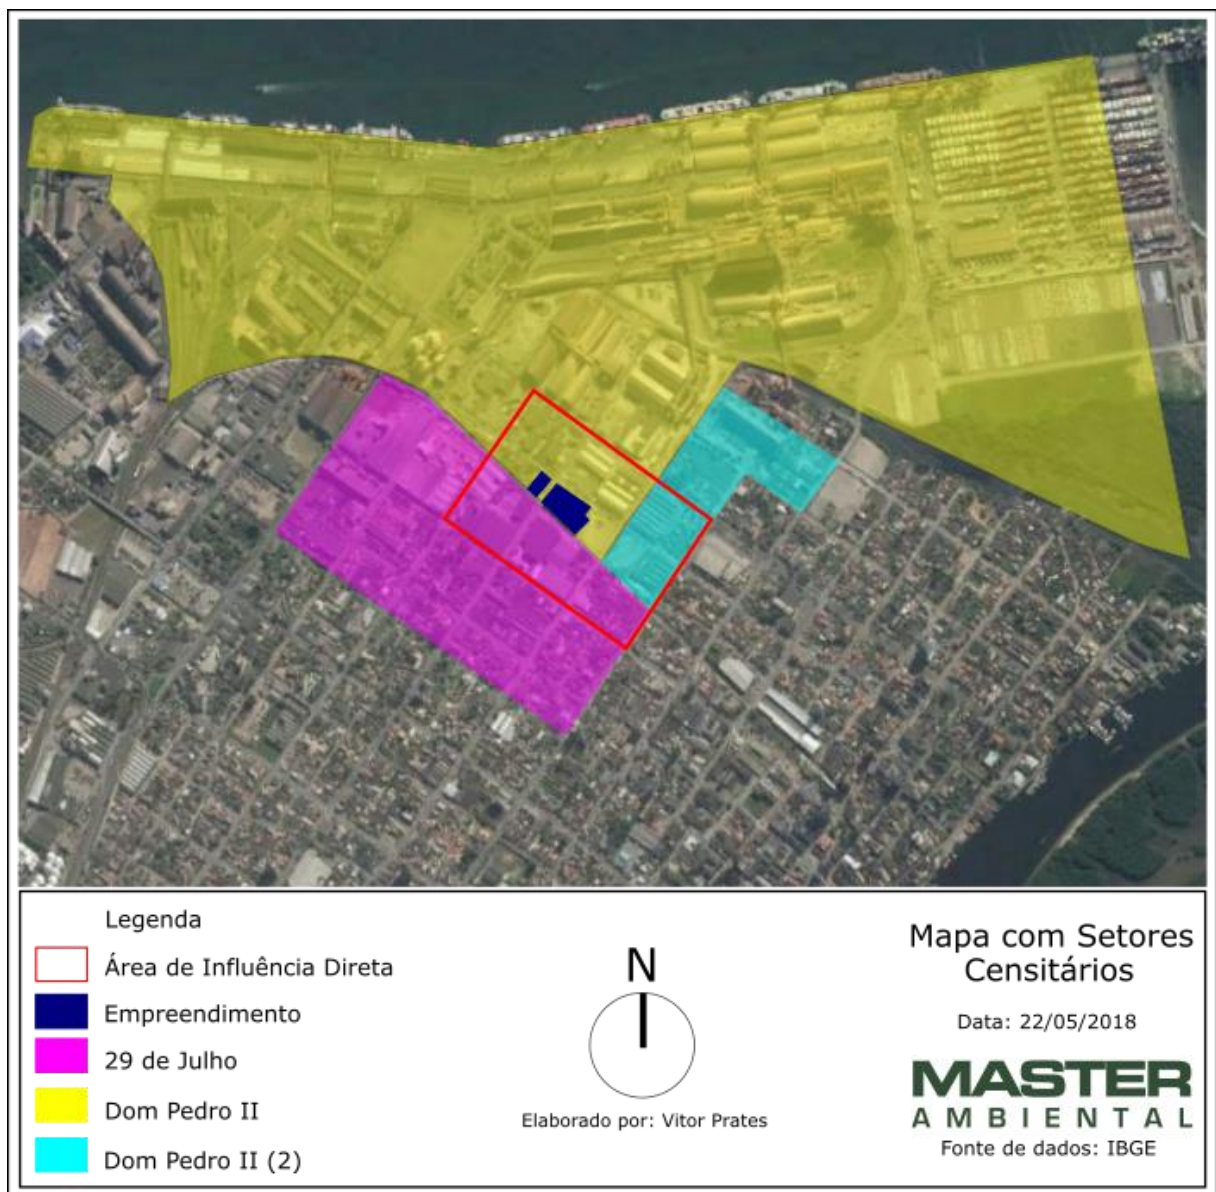 Legenda
Área de Influência Direta
Empreendimento
29 de Julho
Dom Pedro II
Dom Pedro II (2)
N
Elaborado por: Vitor Prates
Mapa com Setores
Censitários
Data: 22/05/2018
MASTER
AMBIENTAL
Fonte de dados: IBGE